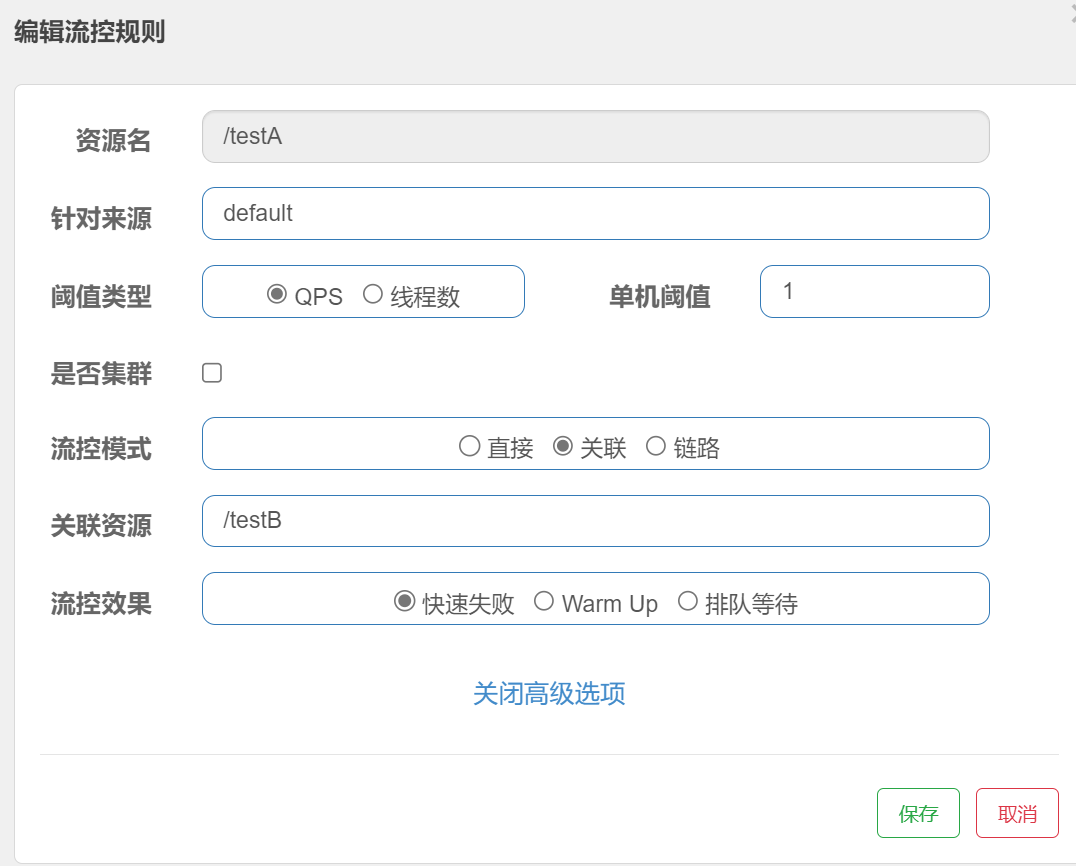 编辑流控规则
资源名 /testA
针对来源 default
阈值类型 QPS 线程数 单机阈值 1
是否集群
流控模式 直接 关联 链路
关联资源 /testB
流控效果 快速失败 Warm Up 排队等待
关闭高级选项
保存 取消